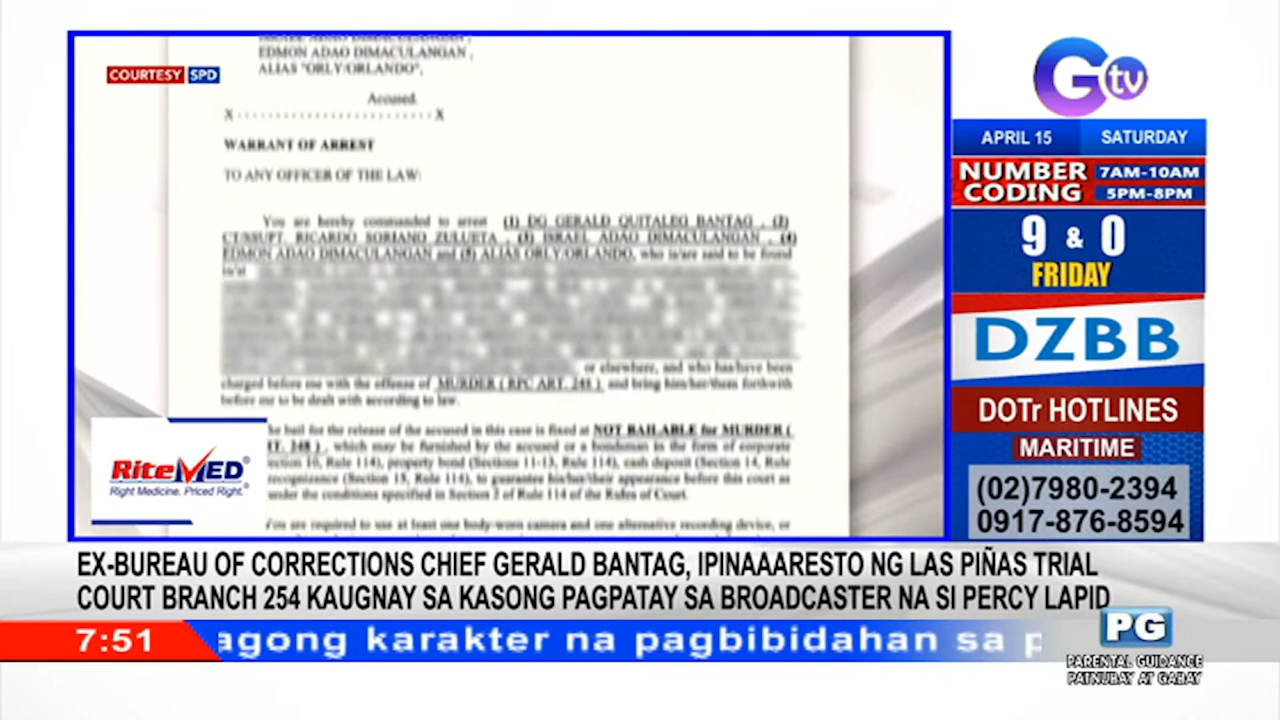 ISRAEL ADAO DIMACULANGAN ,
EDMON ADAO DIMACULANGAN ,
ALIAS "ORLY/ORLANDO",
Accused.
X - - - - - - - - - - - - - - - - - - - - - - - - - X
WARRANT OF ARREST
TO ANY OFFICER OF THE LAW:
You are hereby commanded to arrest (1) DG GERALD QUITALEG BANTAG , (2)
CT/SSUPT. RICARDO SORIANO ZULUETA , (3) ISRAEL ADAO DIMACULANGAN , (4)
EDMON ADAO DIMACULANGAN and (5) ALIAS ORLY/ORLANDO, who is/are said to be found
in/at
or elsewhere, and who has/have been
charged before me with the offense of MURDER ( RPC ART. 248 ) , and bring him/her/them forthwith
before me to be dealt with according to law.
he bail for the release of the accused in this case is fixed at NOT BAILABLE for MURDER (
RT. 248 ) , which may be furnished by the accused or a bondsman in the form of corporate
ection 10, Rule 114), property bond (Sections 11-13, Rule 114), cash deposit (Section 14, Rule
recognizance (Section 15, Rule 114), to guarantee his/her/their appearance before this court as
under the conditions specified in Section 2 of Rule 114 of the Rules of Court.
You are required to use at least one body-worn camera and one alternative recording device, or
COURTESY SPD
RiteMED
Right Medicine. Priced Right.®
G tv
APRIL 15 SATURDAY
NUMBER CODING
7AM-10AM
5PM-8PM
9 & 0
FRIDAY
DZBB
DOTr HOTLINES
MARITIME
(02)7980-2394
0917-876-8594
EX-BUREAU OF CORRECTIONS CHIEF GERALD BANTAG, IPINAAARESTO NG LAS PIÑAS TRIAL
COURT BRANCH 254 KAUGNAY SA KASONG PAGPATAY SA BROADCASTER NA SI PERCY LAPID
7:51 agong karakter na pagbibidahan sa p
PG
PARENTAL GUIDANCE
PATNUBAY AT GABAY